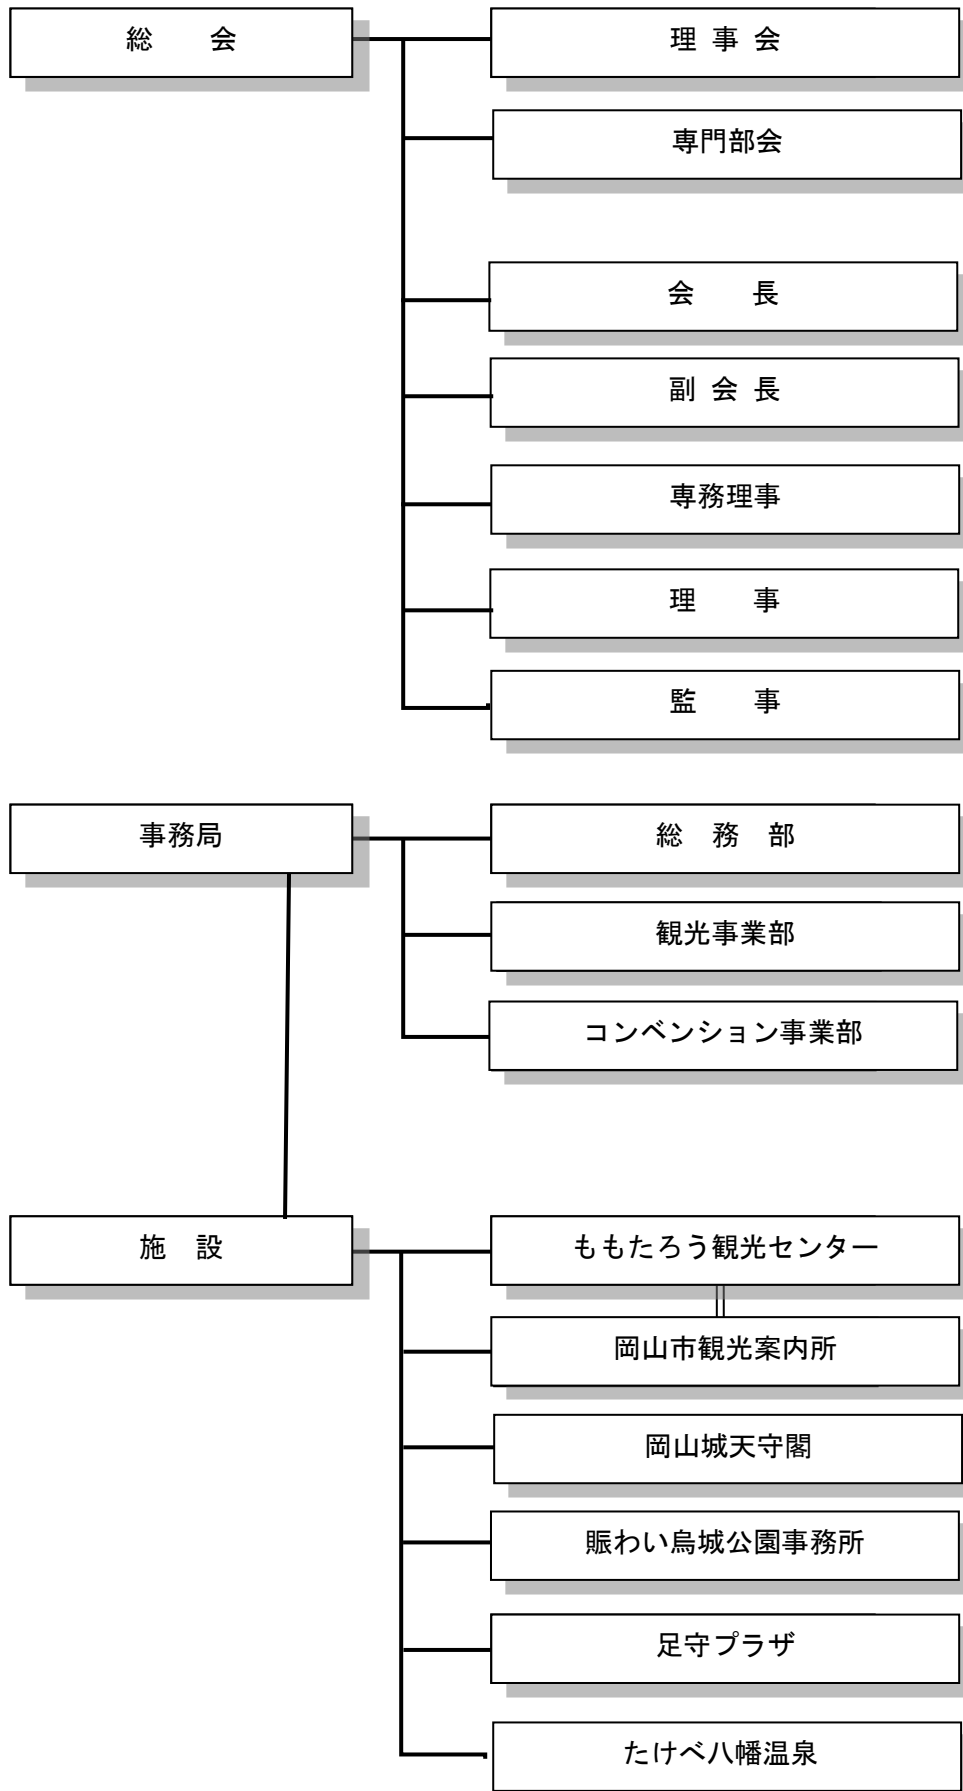 総　　会
理 事 会
専門部会
会　　長
副 会 長
専務理事
理　　事
監　　事
事務局
総　務　部
観光事業部
コンベンション事業部
施　設
ももたろう観光センター
岡山市観光案内所
岡山城天守閣
賑わい烏城公園事務所
足守プラザ
たけべ八幡温泉